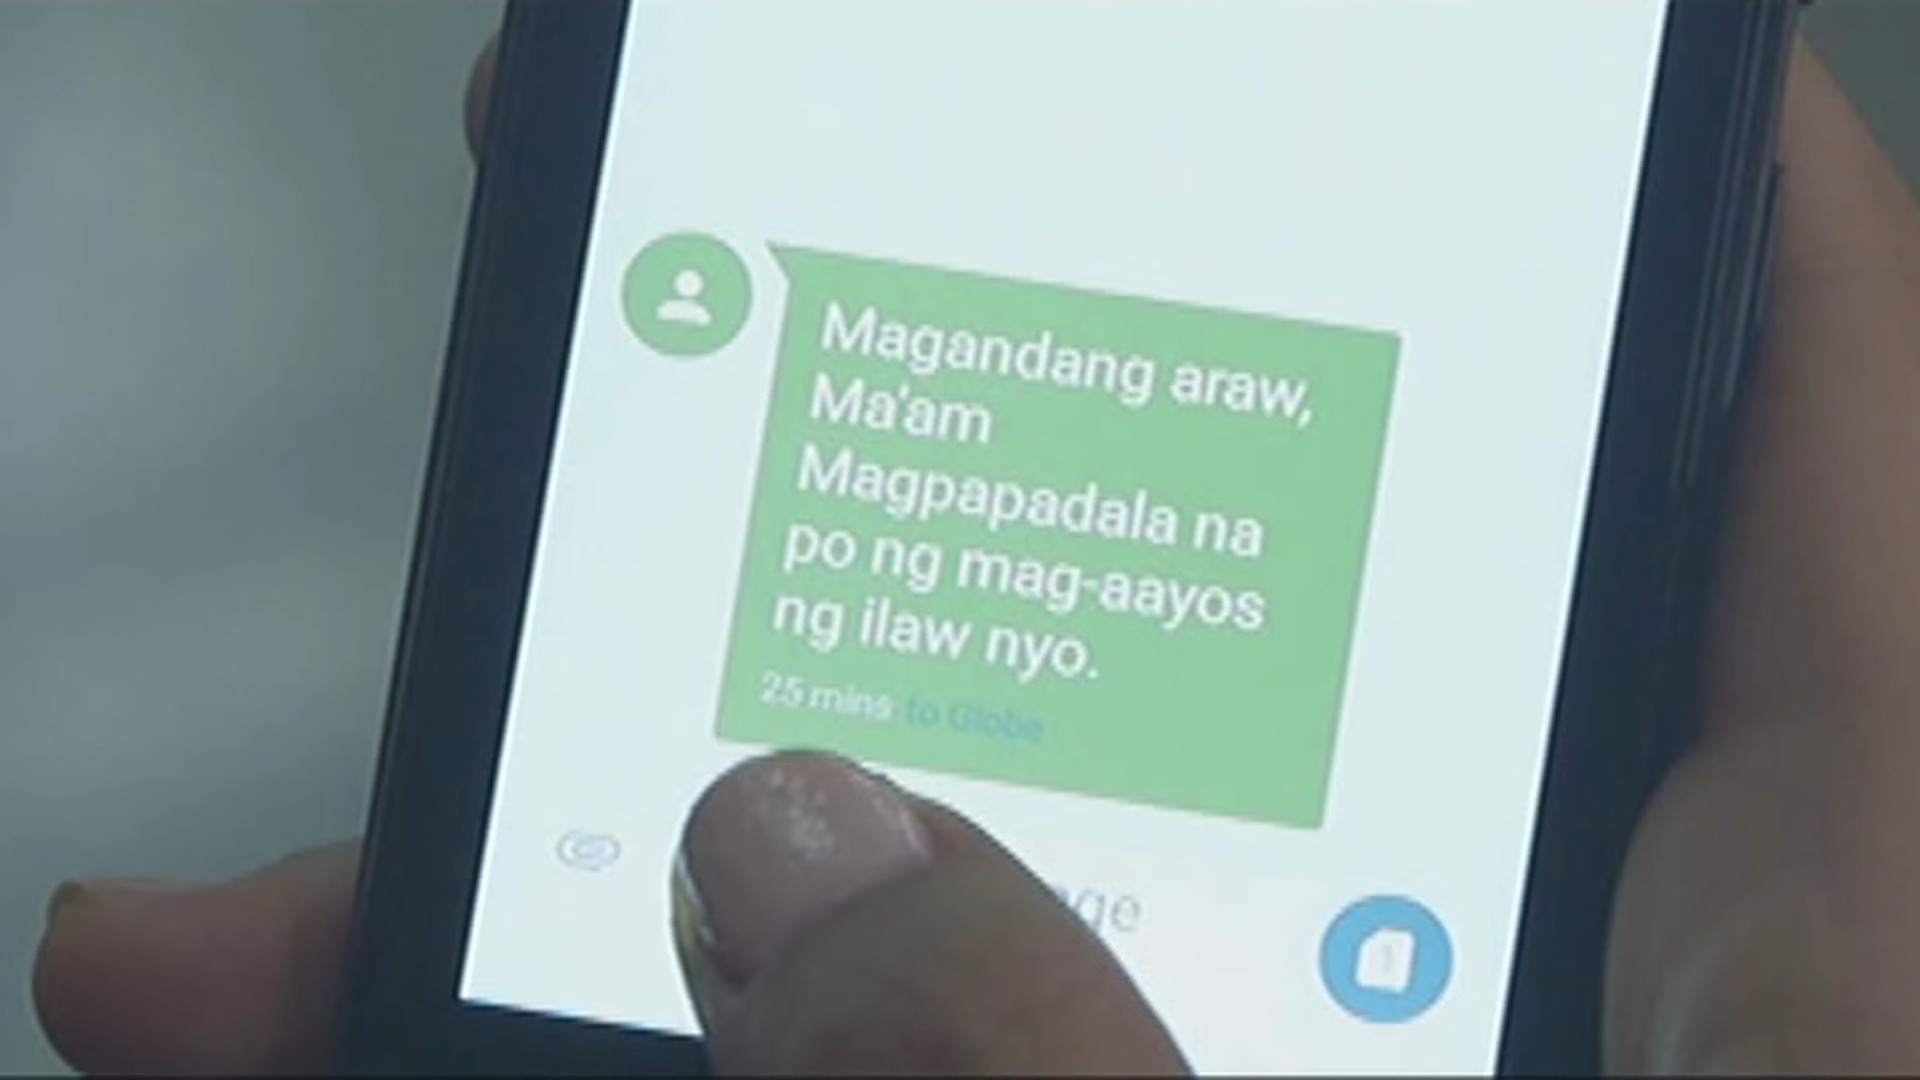 Magandang araw,
Ma'am
Magpapadala na
po ng mag-aayos
ng ilaw nyo.
25 mins to Globe